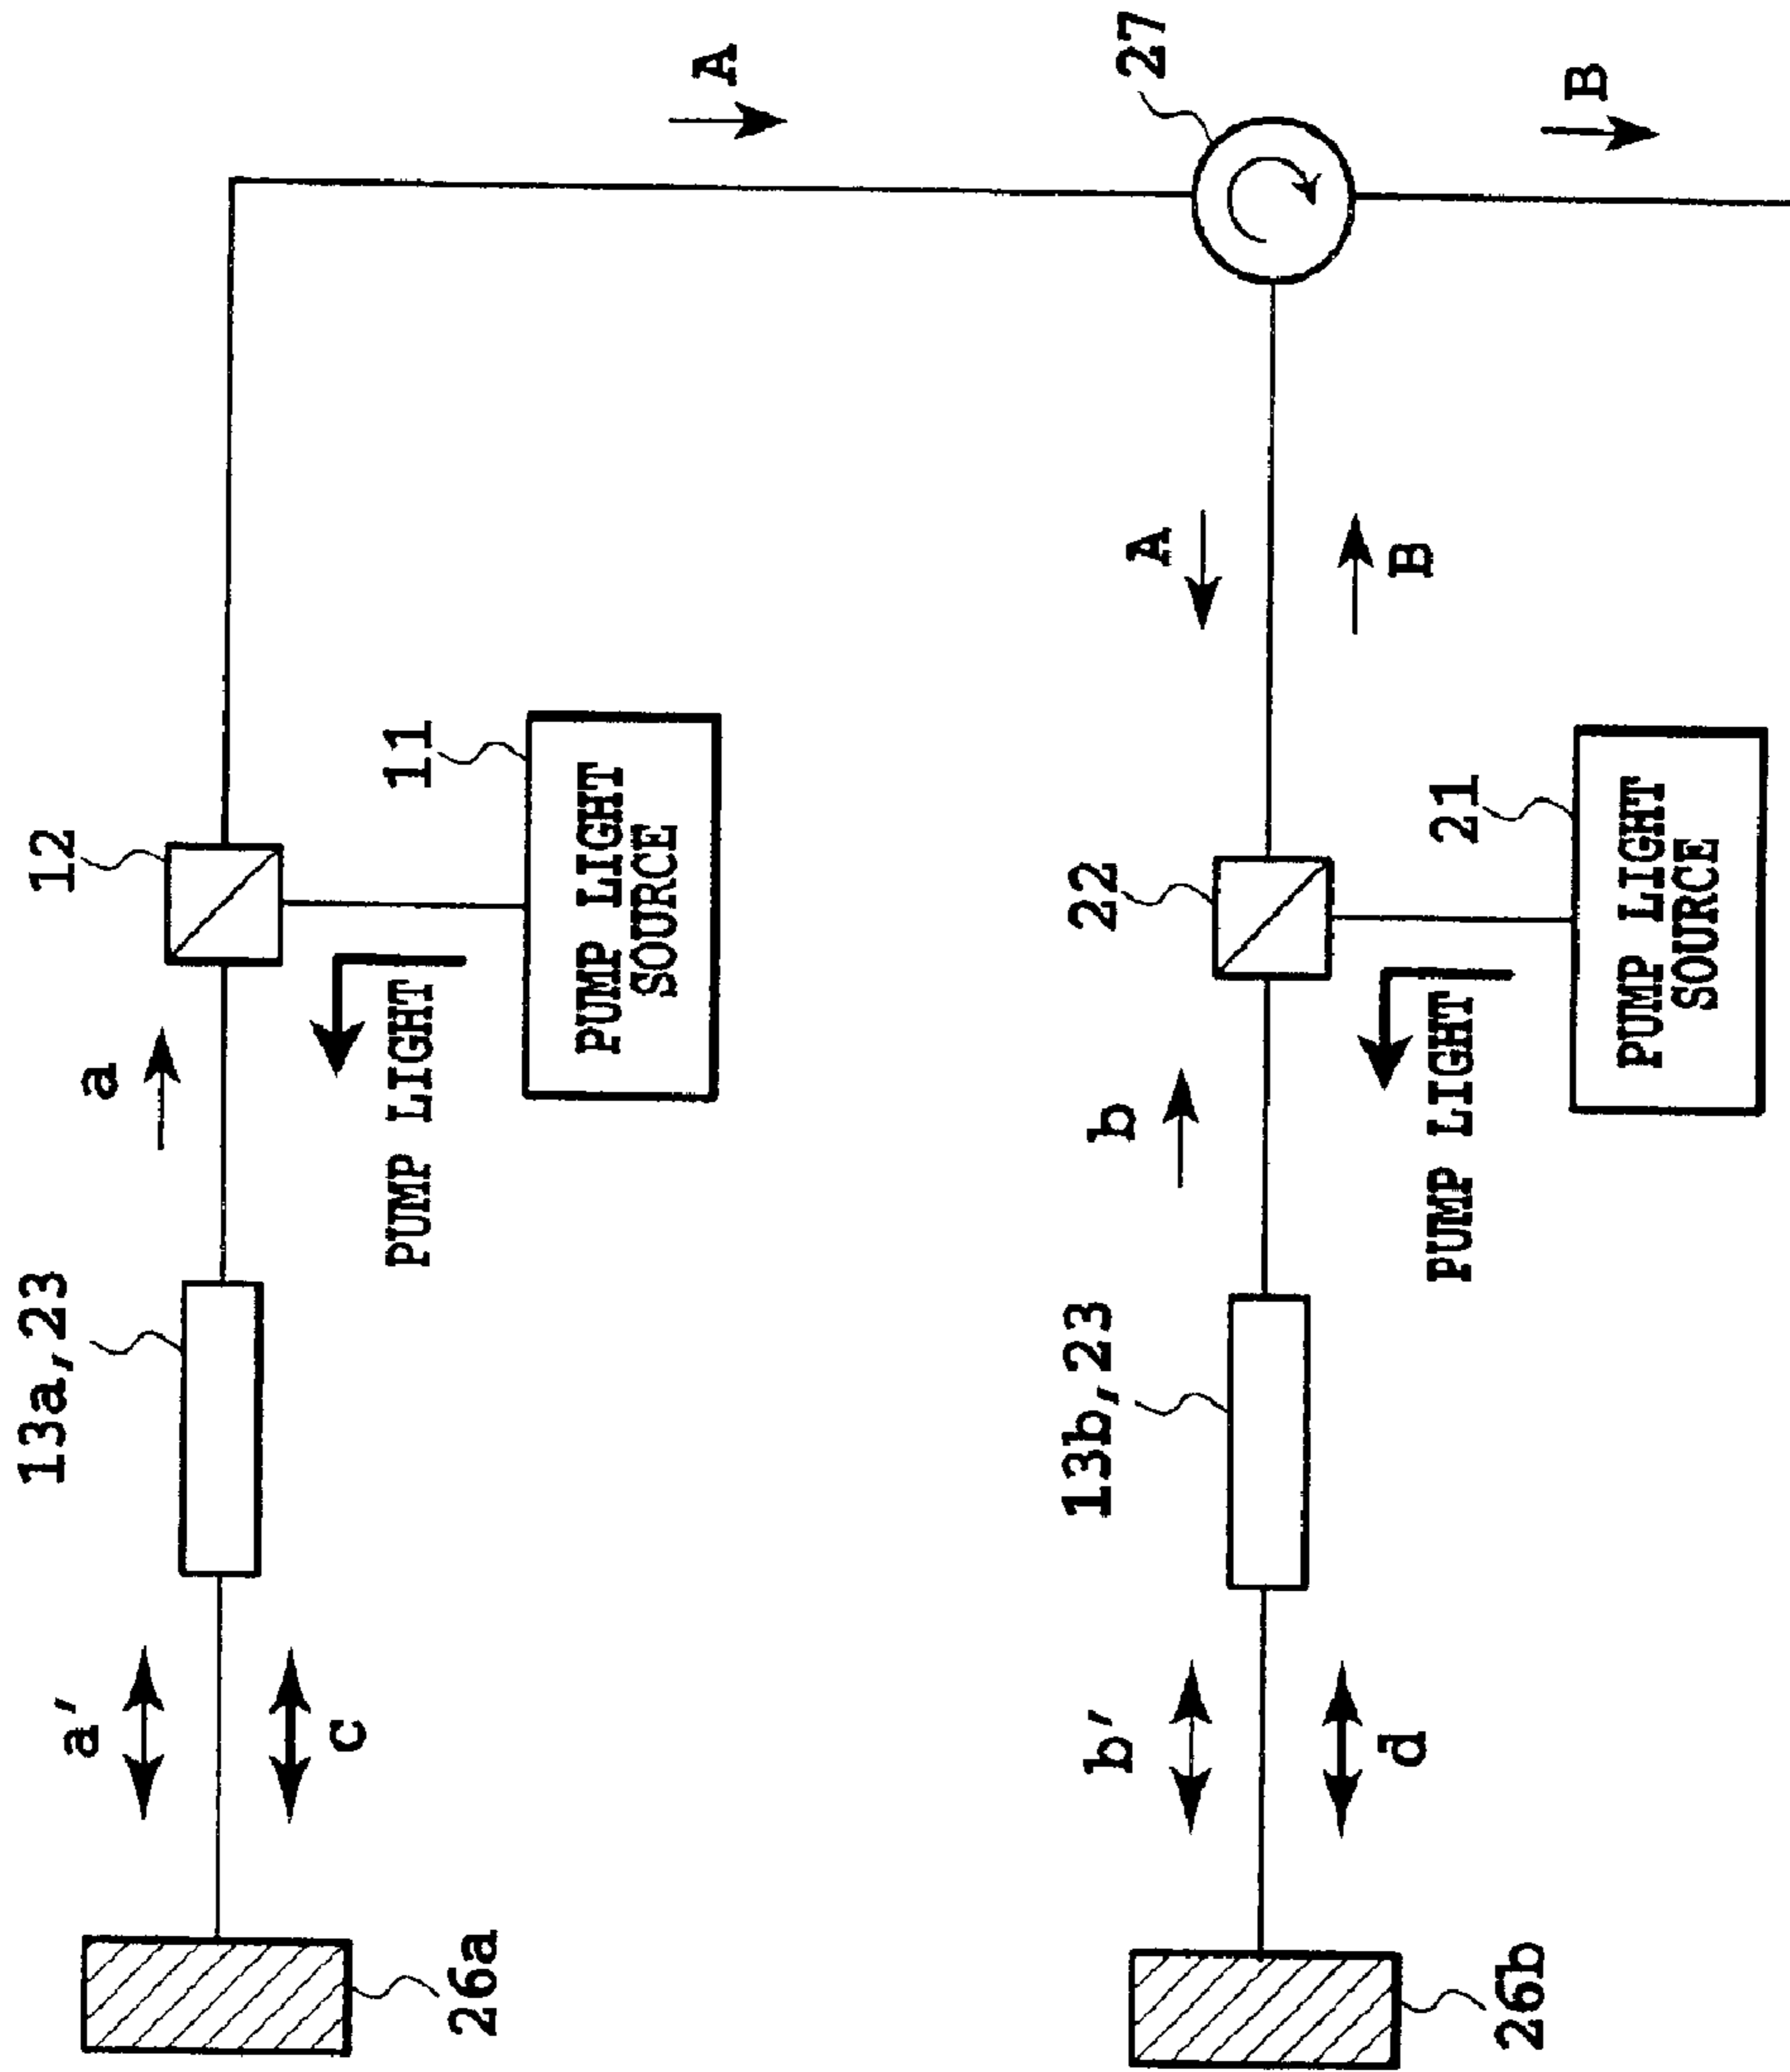 13a,23
12
a'
a
c
PUMP LIGHT
11
26a
PUMP LIGHT
SOURCE
A
13b,23
22
b'
b
27
A
d
B
PUMP LIGHT
21
26b
B
PUMP LIGHT
SOURCE